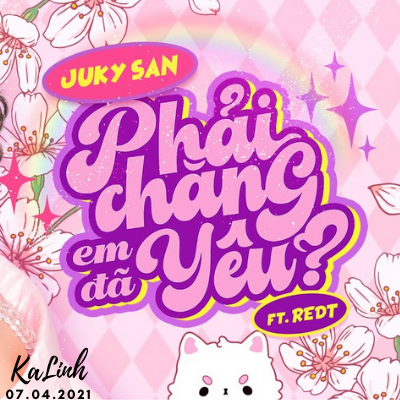 JUKY SAN
Phải
chăng
em
đã
Yêu?
FT. REDT
KaLinh
07.04.2021